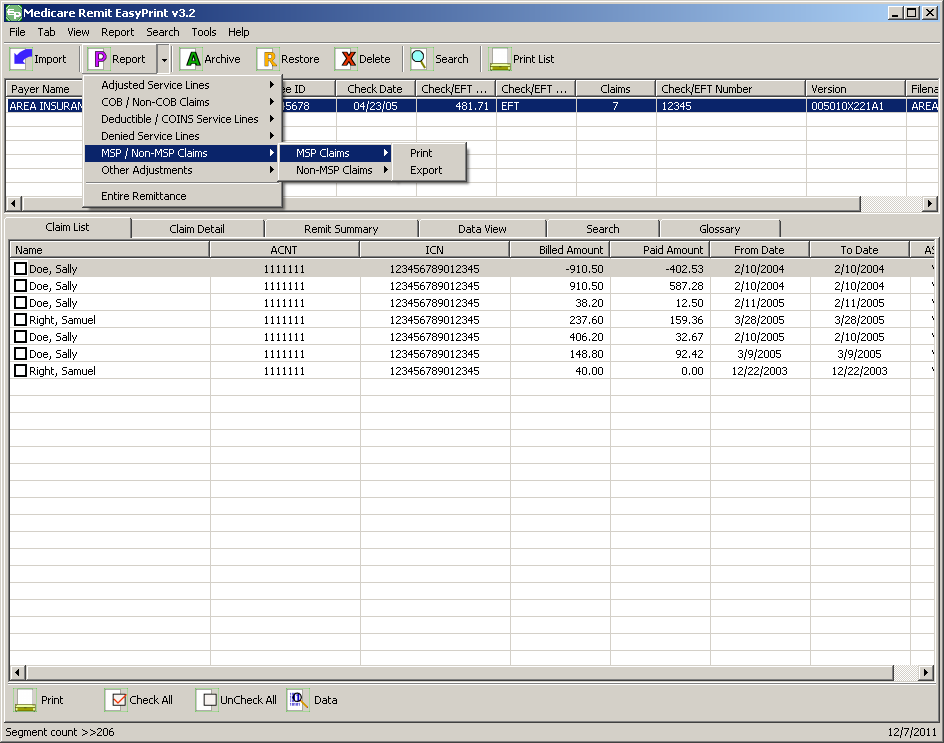 Medicare Remit EasyPrint v3.2
File Tab View Report Search Tools Help
Import Report Archive Restore Delete Search Print List
Payer Name ee ID Check Date Check/EFT ... Check/EFT ... Claims Check/EFT Number Version Filena
AREA INSURAN 5678 04/23/05 481.71 EFT 7 12345 005010X221A1 AREA
Adjusted Service Lines
COB / Non-COB Claims
Deductible / COINS Service Lines
Denied Service Lines
MSP / Non-MSP Claims MSP Claims Print
Other Adjustments Non-MSP Claims Export
Entire Remittance
Claim List Claim Detail Remit Summary Data View Search Glossary
Name ACNT ICN Billed Amount Paid Amount From Date To Date AS
Doe, Sally 1111111 123456789012345 -910.50 -402.53 2/10/2004 2/10/2004
Doe, Sally 1111111 123456789012345 910.50 587.28 2/10/2004 2/10/2004
Doe, Sally 1111111 123456789012345 38.20 12.50 2/11/2005 2/11/2005
Right, Samuel 1111111 123456789012345 237.60 159.36 3/28/2005 3/28/2005
Doe, Sally 1111111 123456789012345 406.20 32.67 2/10/2005 2/10/2005
Doe, Sally 1111111 123456789012345 148.80 92.42 3/9/2005 3/9/2005
Right, Samuel 1111111 123456789012345 40.00 0.00 12/22/2003 12/22/2003
Print Check All UnCheck All Data
Segment count >>206 12/7/2011